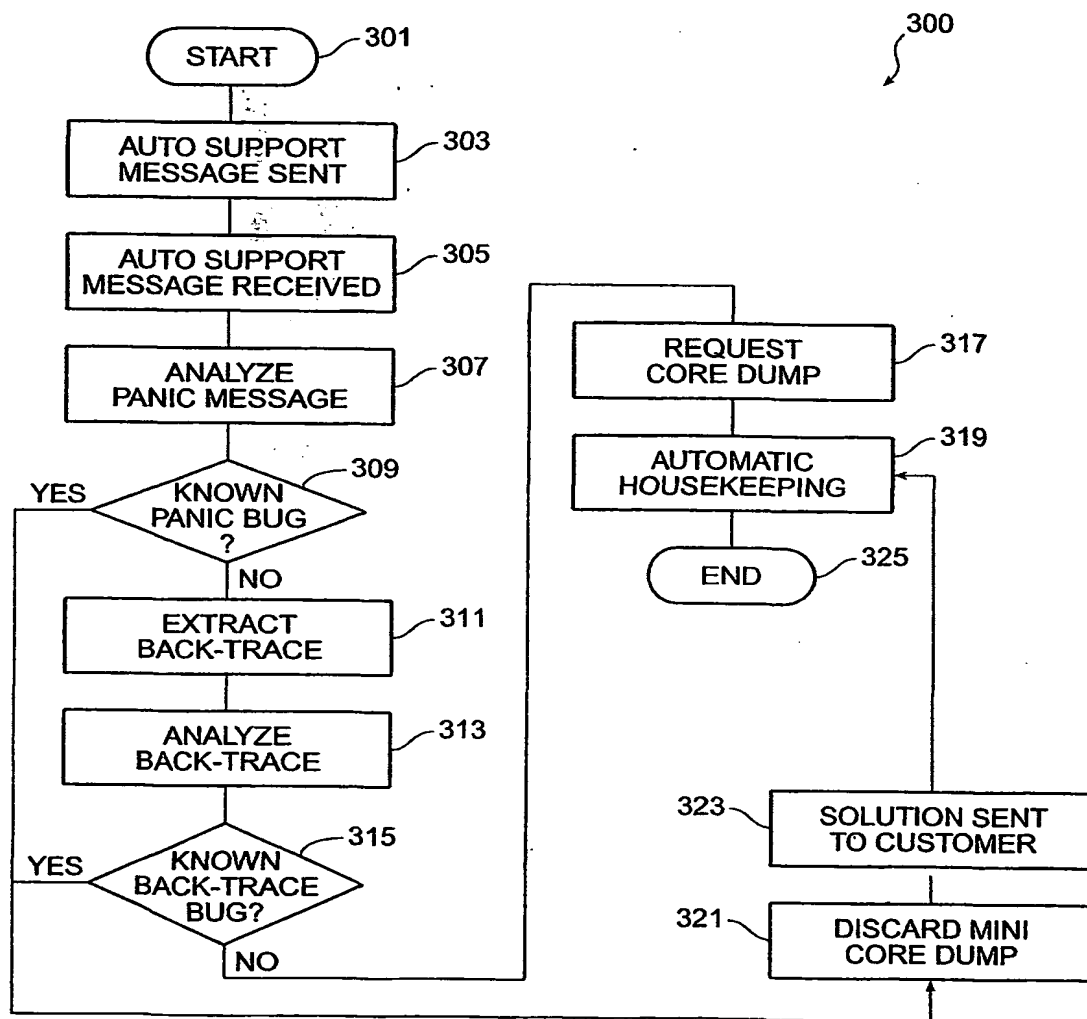 START
301
300
AUTO SUPPORT
MESSAGE SENT
303
AUTO SUPPORT
MESSAGE RECEIVED
305
ANALYZE
PANIC MESSAGE
307
KNOWN
PANIC BUG
?
309
YES
NO
EXTRACT
BACK-TRACE
311
ANALYZE
BACK-TRACE
313
KNOWN
BACK-TRACE
BUG?
315
YES
NO
REQUEST
CORE DUMP
317
AUTOMATIC
HOUSEKEEPING
319
END
325
323
SOLUTION SENT
TO CUSTOMER
321
DISCARD MINI
CORE DUMP